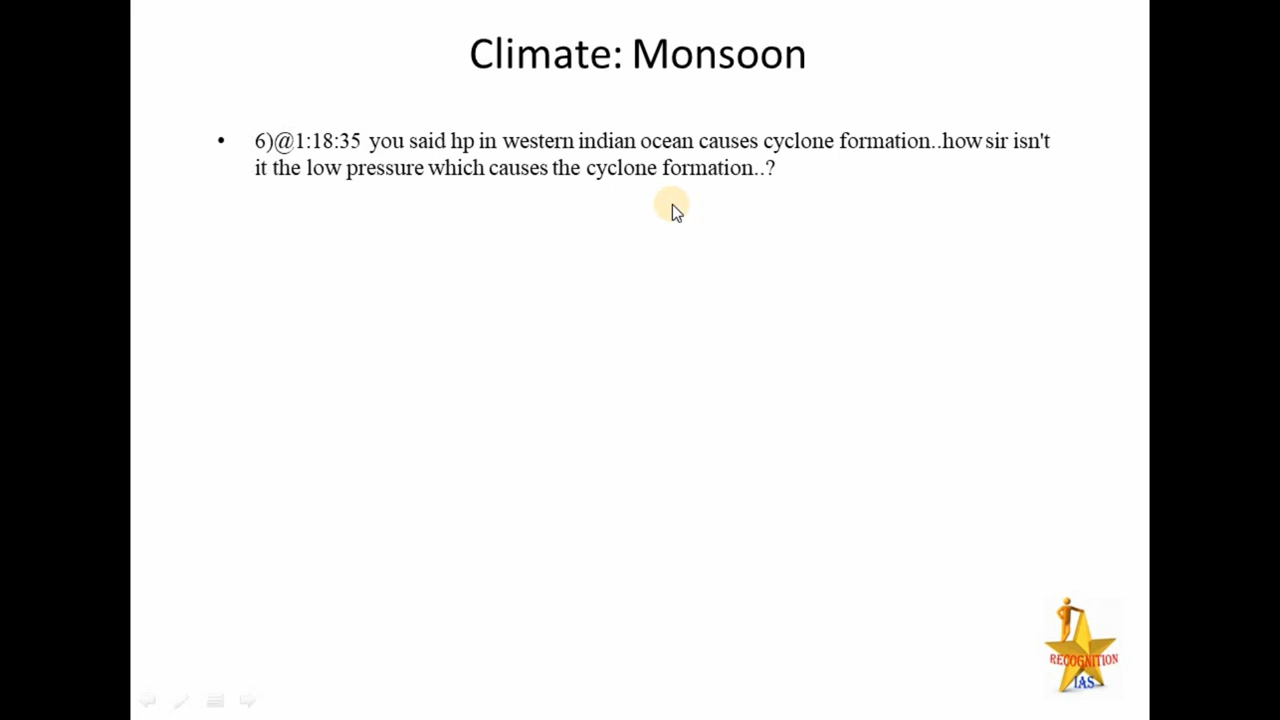 Climate: Monsoon
• 6)@1:18:35 you said hp in western indian ocean causes cyclone formation..how sir isn't
it the low pressure which causes the cyclone formation..?
RECOGNITION
IAS